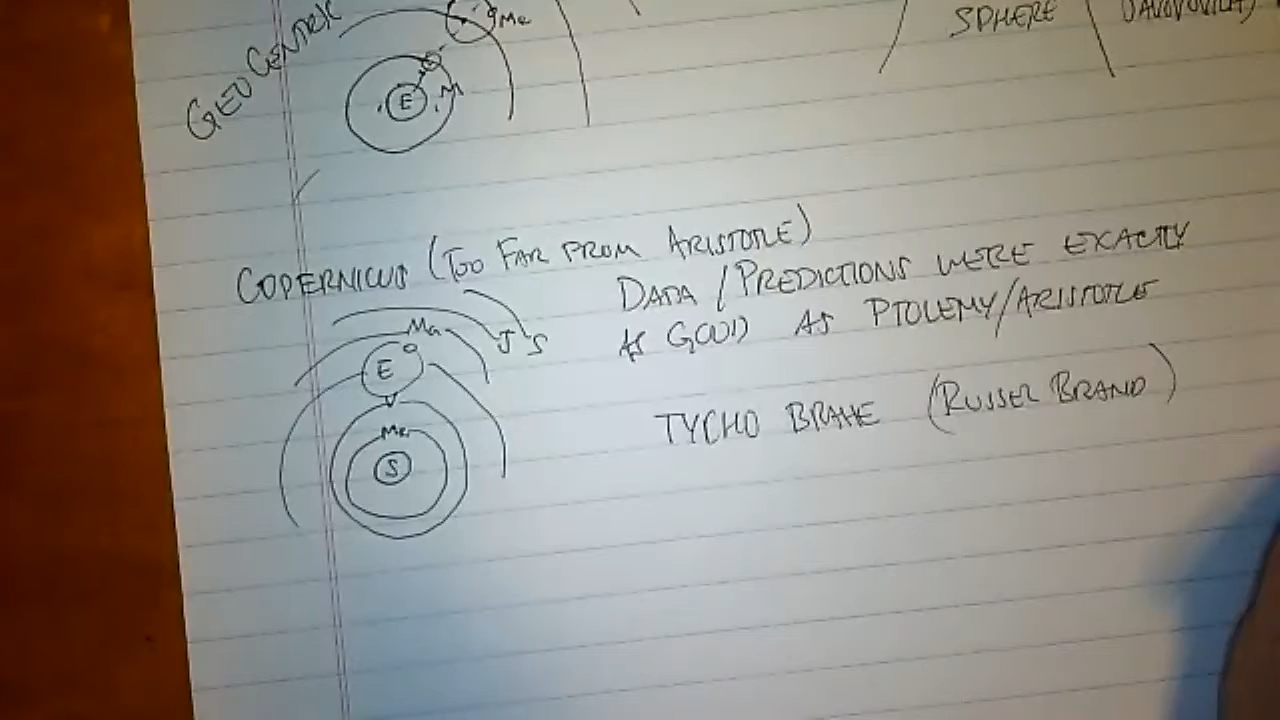 GEOCENTRIC
Me
E
M
SPHERE
COPERNICUS (TOO FAR FROM ARISTOTLE)
DATA / PREDICTIONS WERE EXACTLY
AS GOOD AS PTOLEMY/ARISTOTLE
Ma
J S
E
V
Me
S
TYCHO BRAHE (RUSSEL BRAND)